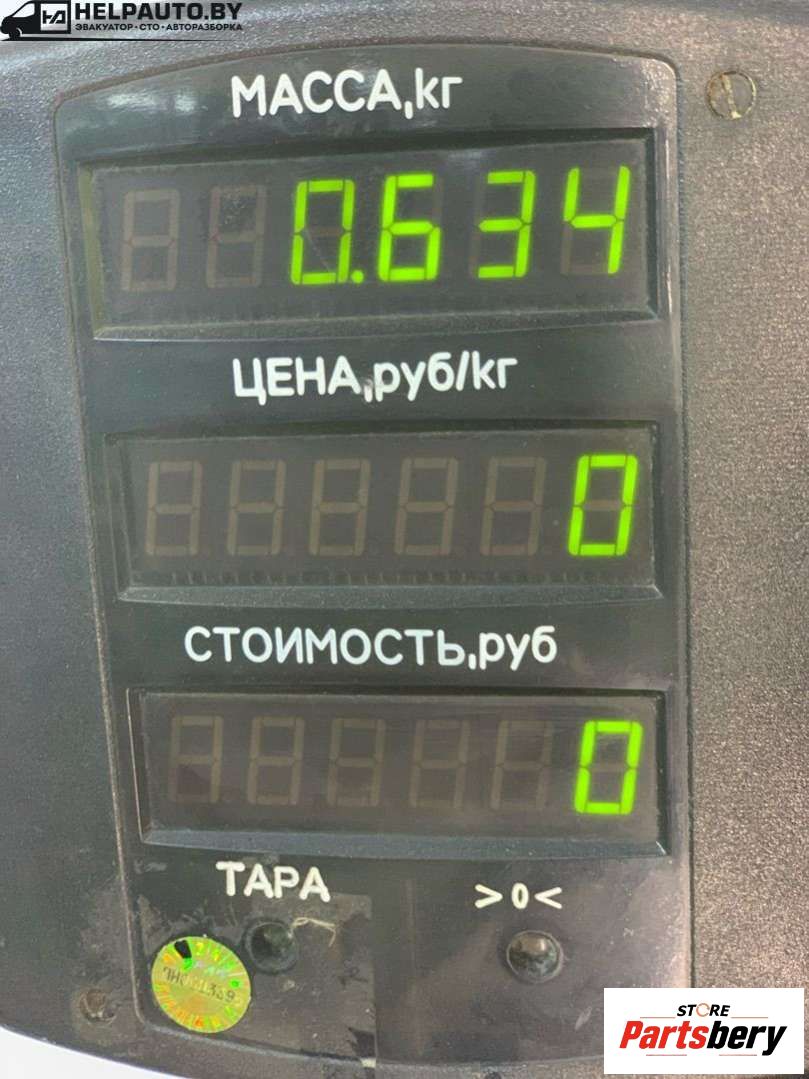 HELPAUTO.BY
ЭВАКУАТОР • СТО • АВТОРАЗБОРКА
МАССА,кг
0.634
ЦЕНА,руб/кг
0
СТОИМОСТЬ,руб
0
ТАРА
>0<
STORE
Partsbery